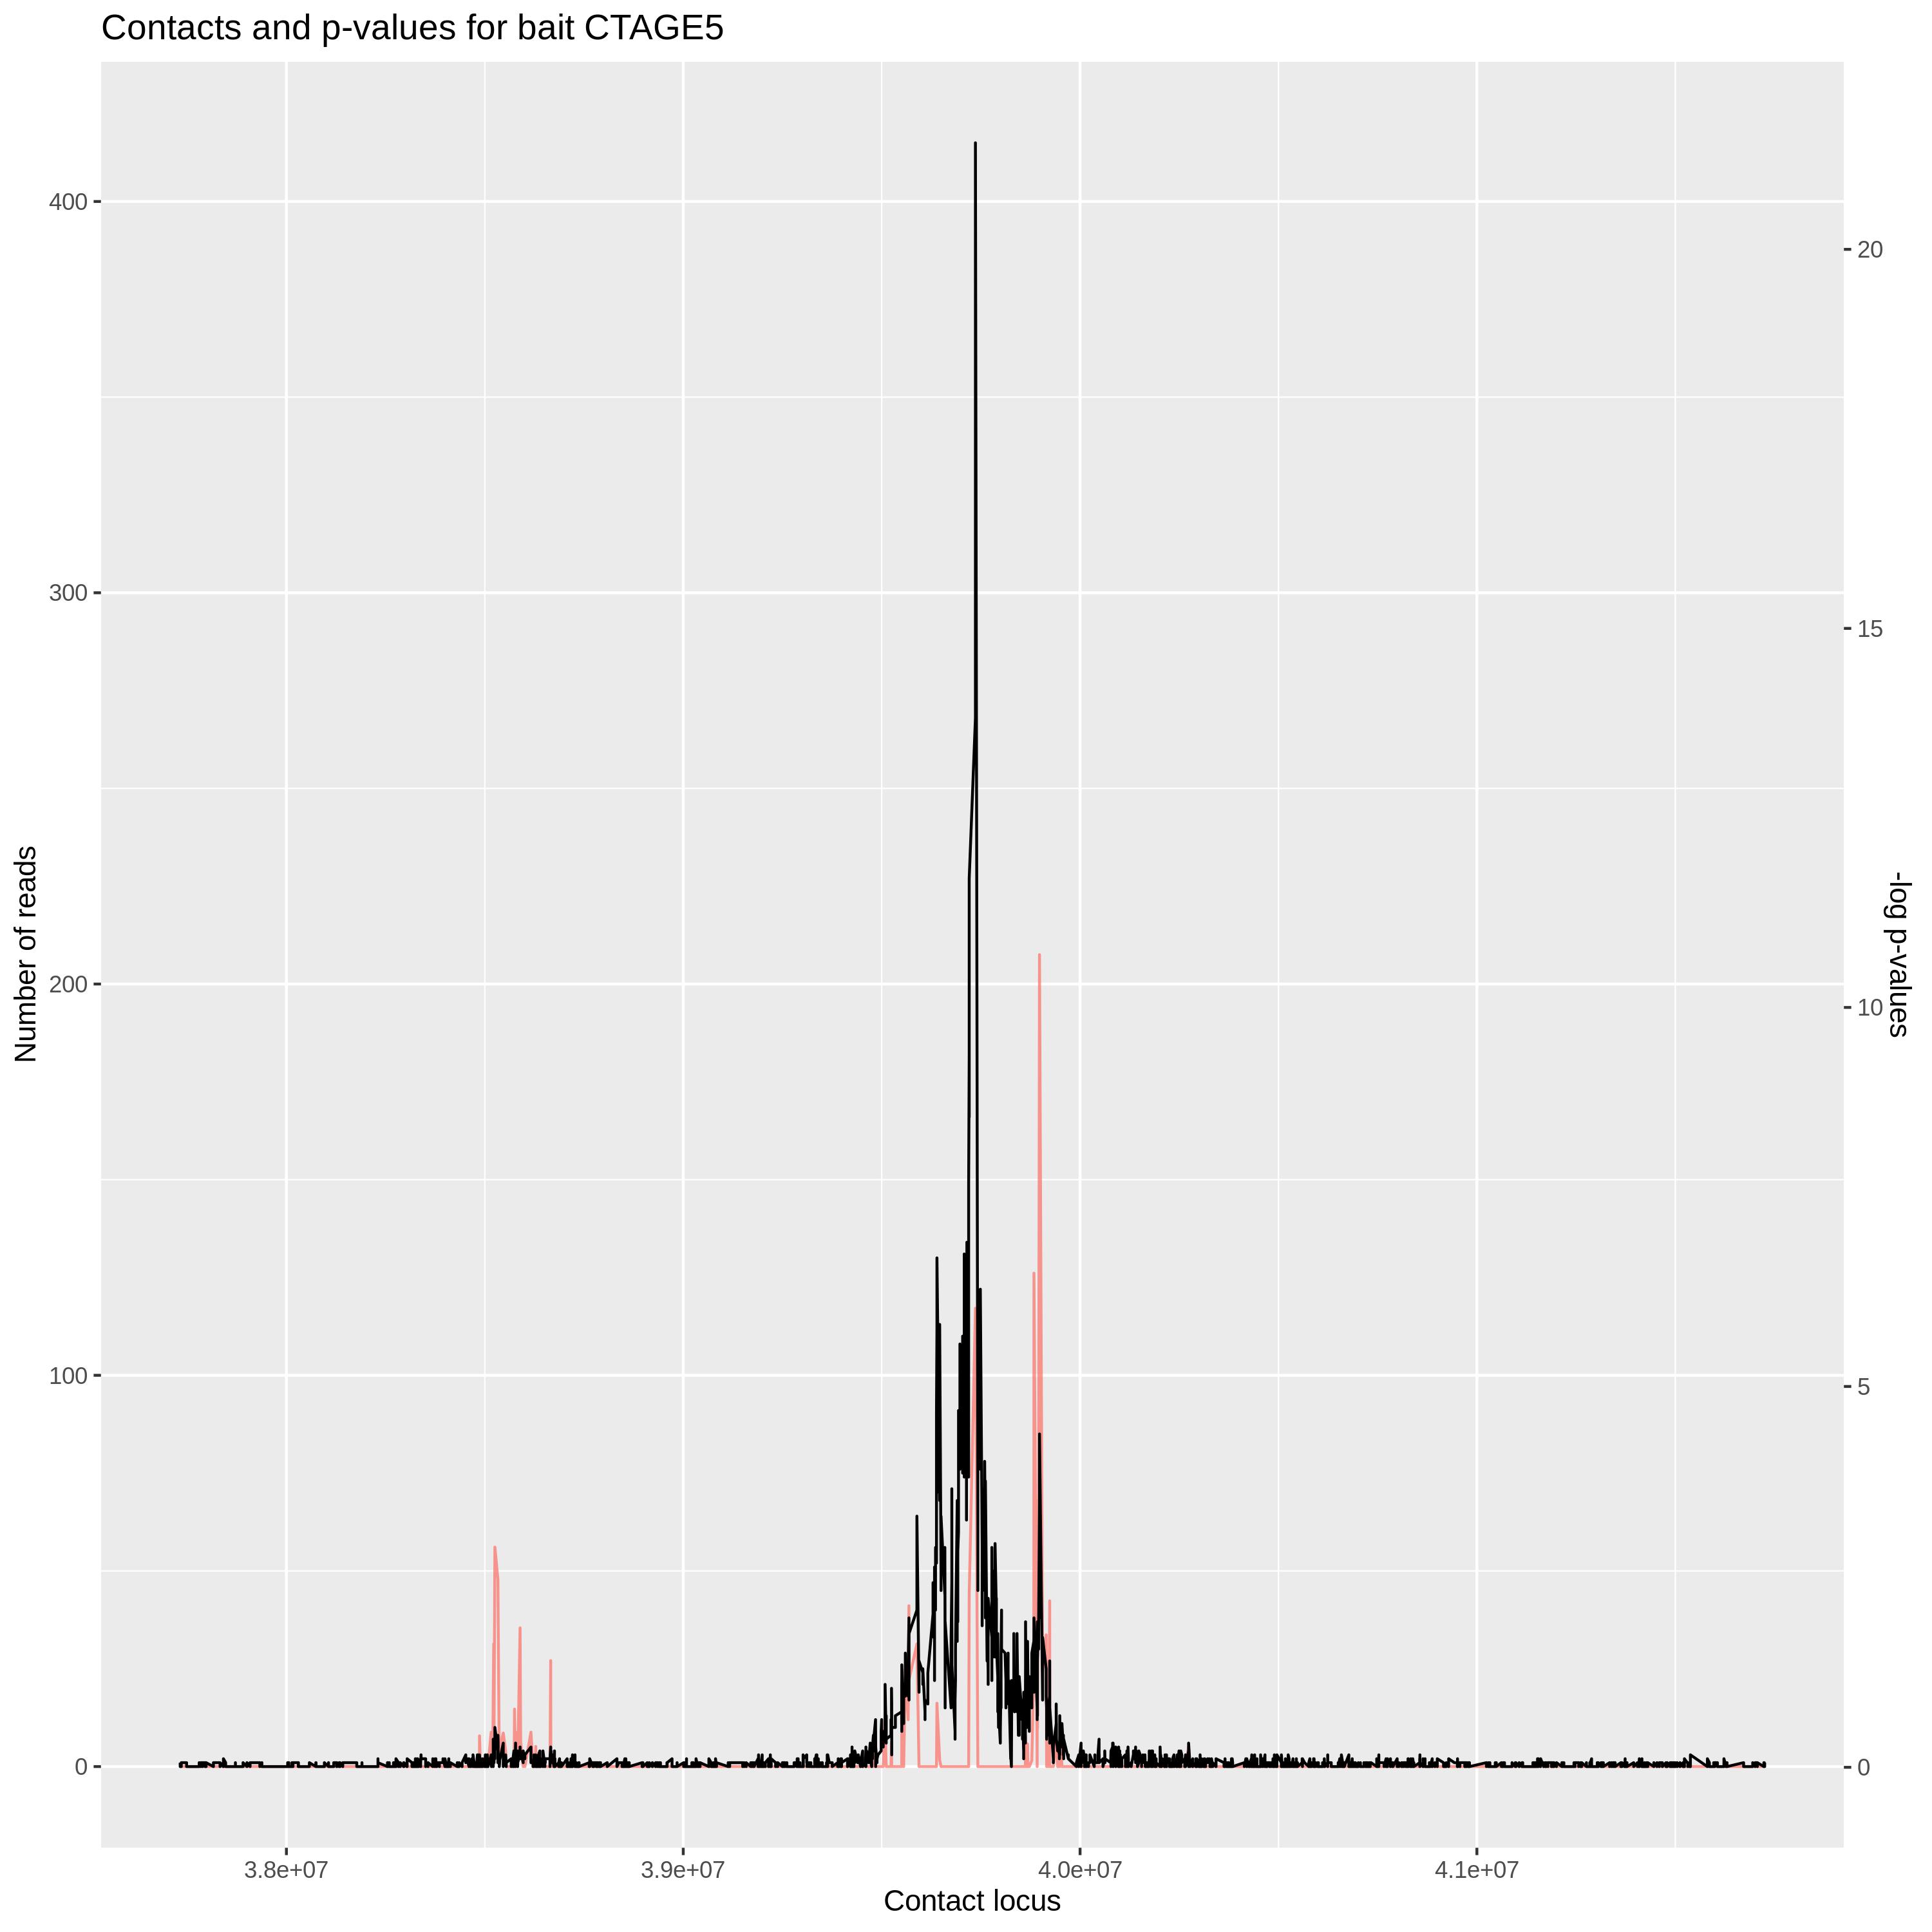 Contacts and p-values for bait CTAGE5
Number of reads
400
300
200
100
0
20
15
10
5
0
-log p-values
3.8e+07
3.9e+07
4.0e+07
4.1e+07
Contact locus